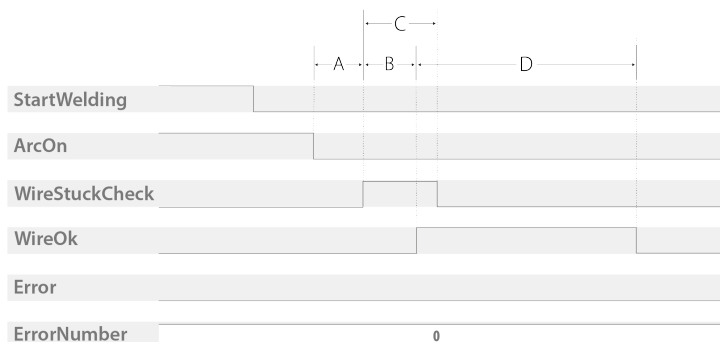 C
A B D
StartWelding
ArcOn
WireStuckCheck
WireOk
Error
ErrorNumber 0